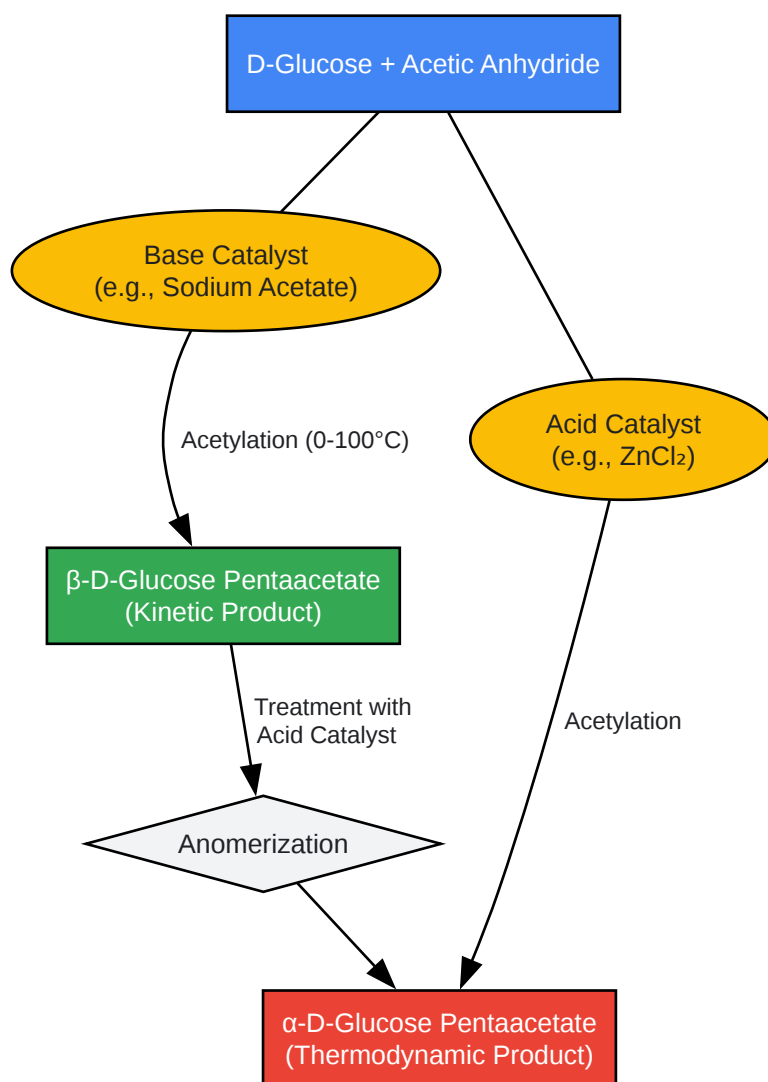 D-Glucose + Acetic Anhydride
Base Catalyst
(e.g., Sodium Acetate)
Acid Catalyst
(e.g., ZnCl₂)
Acetylation (0-100°C)
β-D-Glucose Pentaacetate
(Kinetic Product)
Treatment with
Acid Catalyst
Acetylation
Anomerization
α-D-Glucose Pentaacetate
(Thermodynamic Product)